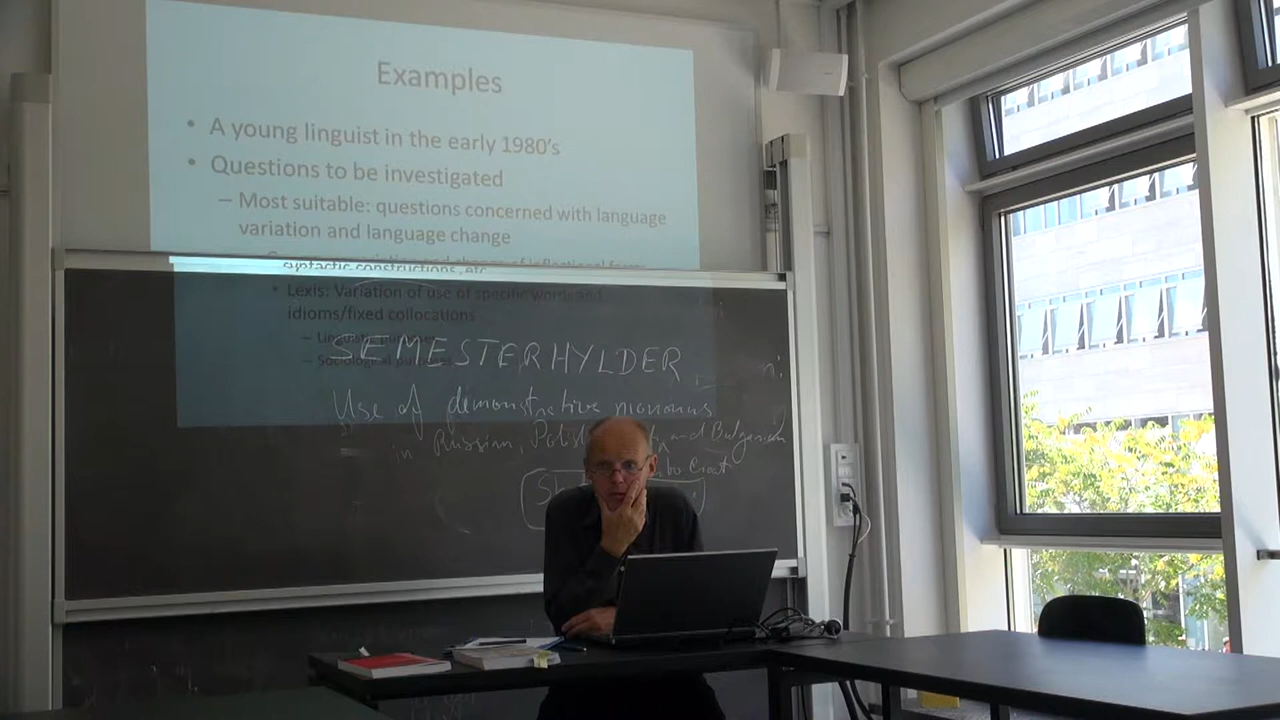 Examples
• A young linguist in the early 1980's
• Questions to be investigated
– Most suitable: questions concerned with language
variation and language change
syntactic constructions, etc
• Lexis: Variation of use of specific words and
idioms/fixed collocations
SEMESTERHYLDER
Use of demonstrative pronouns
in Russian, and Bulgarian